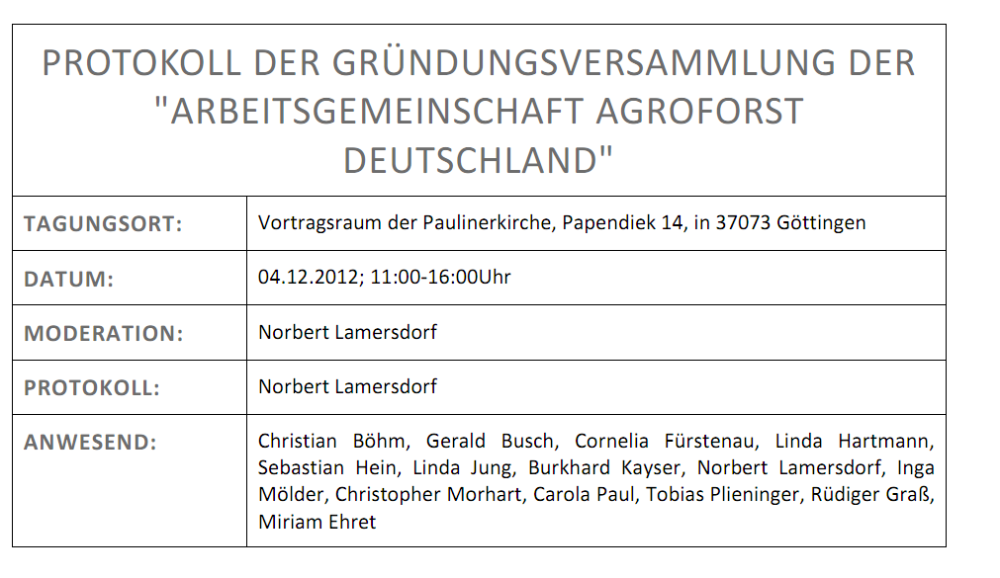 PROTOKOLL DER GRÜNDUNGSVERSAMMLUNG DER
"ARBEITSGEMEINSCHAFT AGROFORST
DEUTSCHLAND"
TAGUNGSORT: Vortragsraum der Paulinerkirche, Papendiek 14, in 37073 Göttingen
DATUM: 04.12.2012; 11:00-16:00Uhr
MODERATION: Norbert Lamersdorf
PROTOKOLL: Norbert Lamersdorf
ANWESEND: Christian Böhm, Gerald Busch, Cornelia Fürstenau, Linda Hartmann,
Sebastian Hein, Linda Jung, Burkhard Kayser, Norbert Lamersdorf, Inga
Mölder, Christopher Morhart, Carola Paul, Tobias Plieninger, Rüdiger Graß,
Miriam Ehret